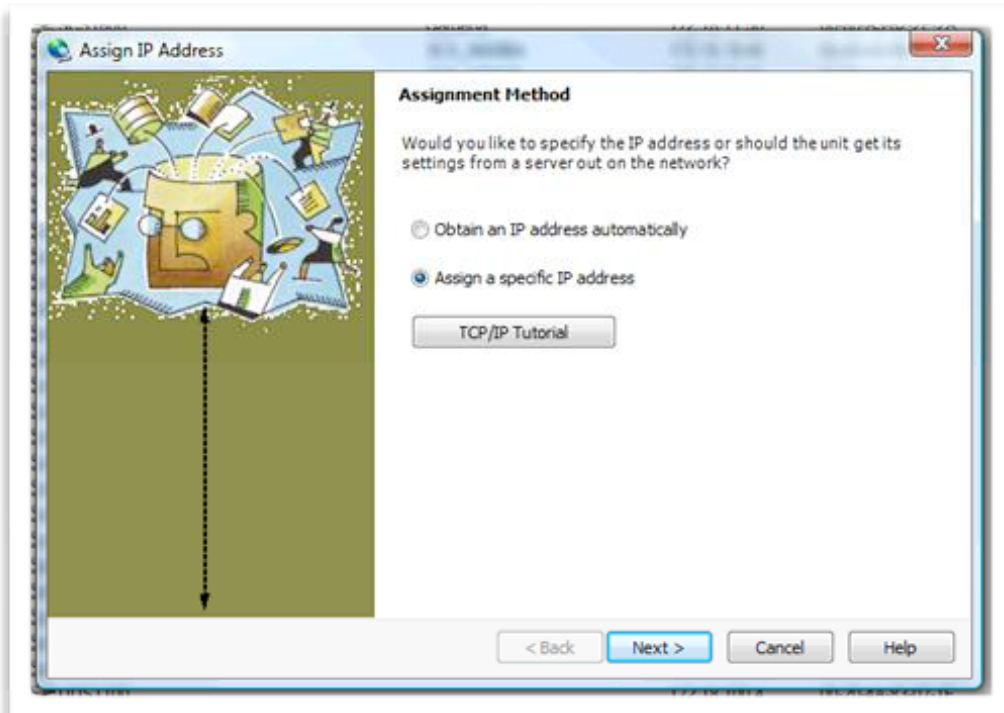 Assign IP Address
Assignment Method
Would you like to specify the IP address or should the unit get its
settings from a server out on the network?
Obtain an IP address automatically
Assign a specific IP address
TCP/IP Tutorial
< Back
Next >
Cancel
Help